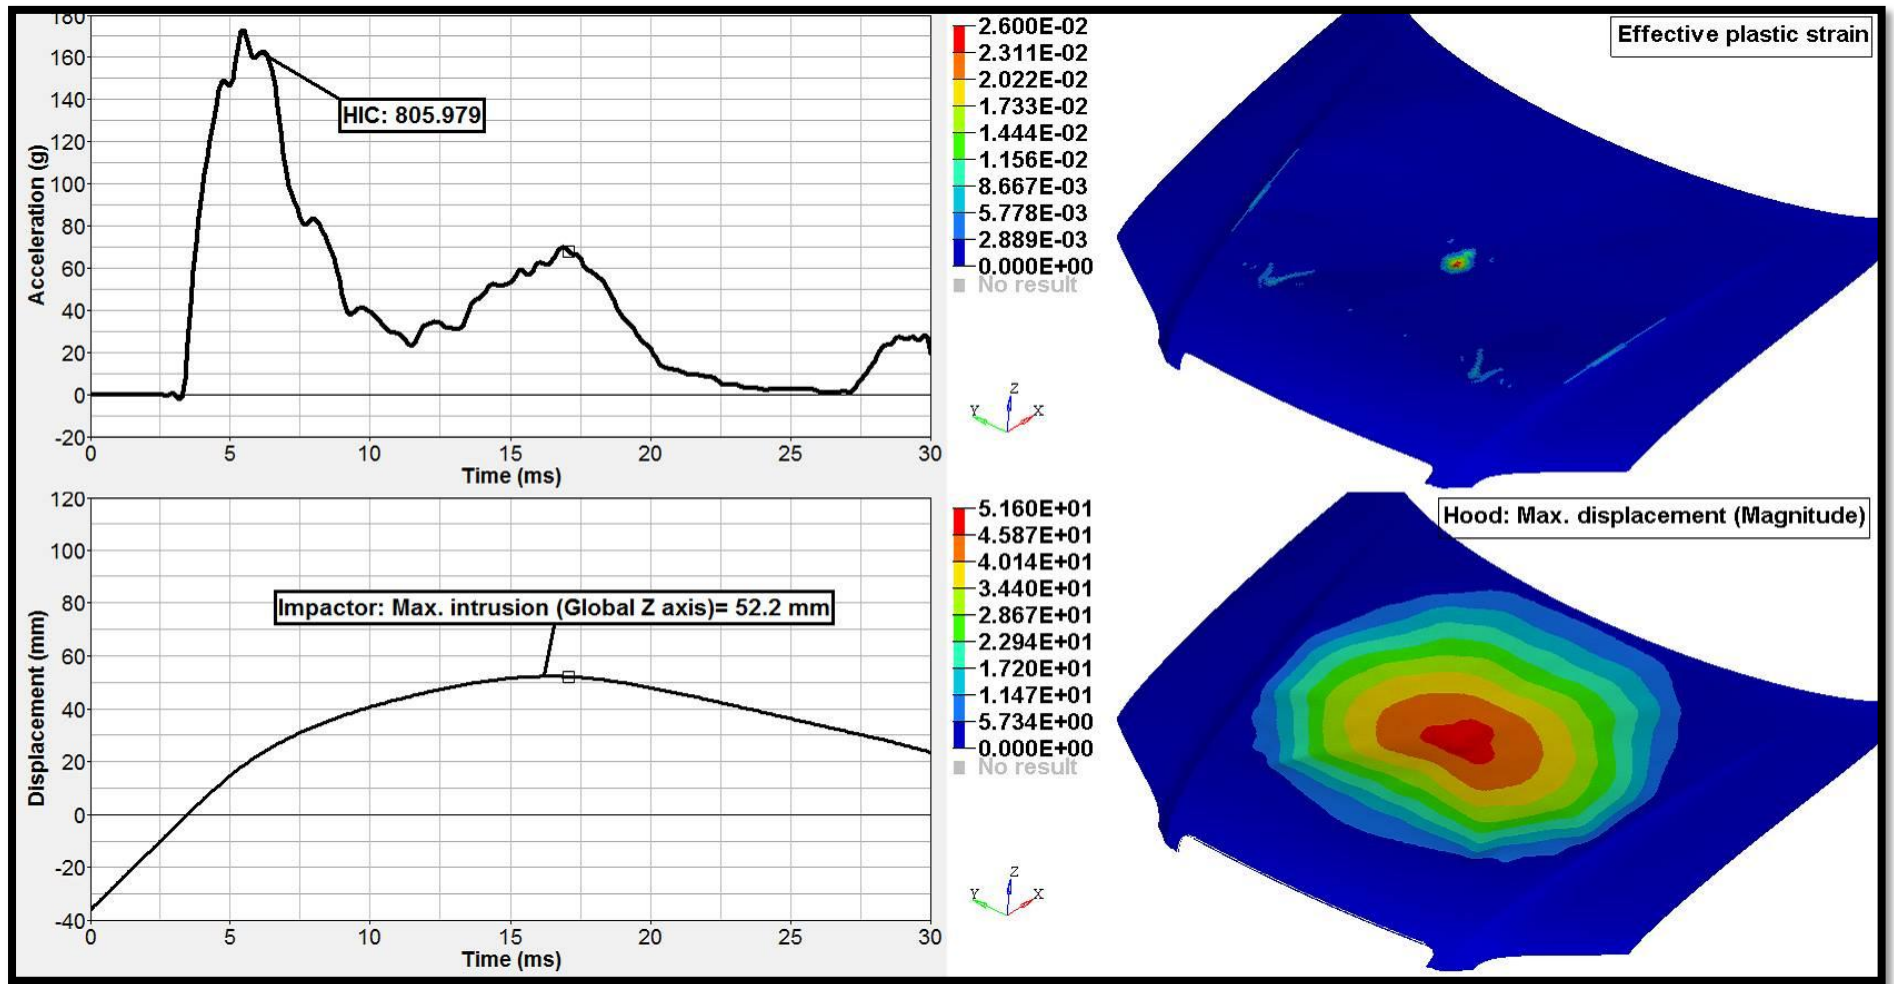 180
160
140
120
100
80
60
40
20
0
-20
Acceleration (g)
HIC: 805.979
0 5 10 15 20 25 30
Time (ms)
2.600E-02
2.311E-02
2.022E-02
1.733E-02
1.444E-02
1.156E-02
8.667E-03
5.778E-03
2.889E-03
0.000E+00
No result
Effective plastic strain
Z
Y X
120
100
80
60
40
20
0
-20
-40
Displacement (mm)
Impactor: Max. intrusion (Global Z axis)= 52.2 mm
0 5 10 15 20 25 30
Time (ms)
5.160E+01
4.587E+01
4.014E+01
3.440E+01
2.867E+01
2.294E+01
1.720E+01
1.147E+01
5.734E+00
0.000E+00
No result
Hood: Max. displacement (Magnitude)
Z
Y X